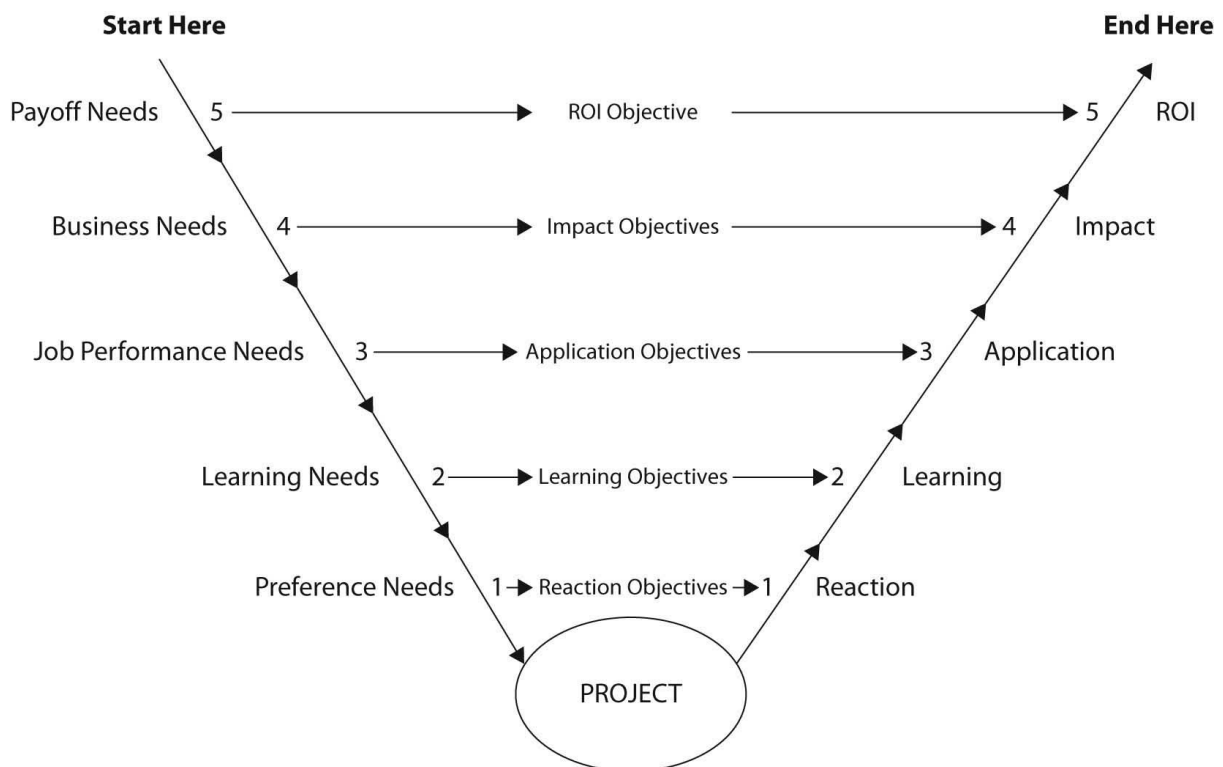 Start Here
End Here
Payoff Needs 5 ROI Objective 5 ROI
Business Needs 4 Impact Objectives 4 Impact
Job Performance Needs 3 Application Objectives 3 Application
Learning Needs 2 Learning Objectives 2 Learning
Preference Needs 1 Reaction Objectives 1 Reaction
PROJECT